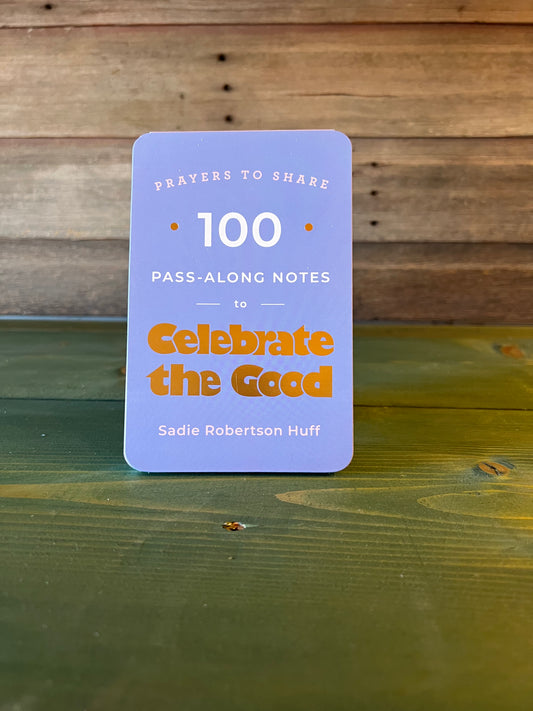 PRAYERS TO SHARE
100
PASS-ALONG NOTES
to
Celebrate
the Good
Sadie Robertson Huff